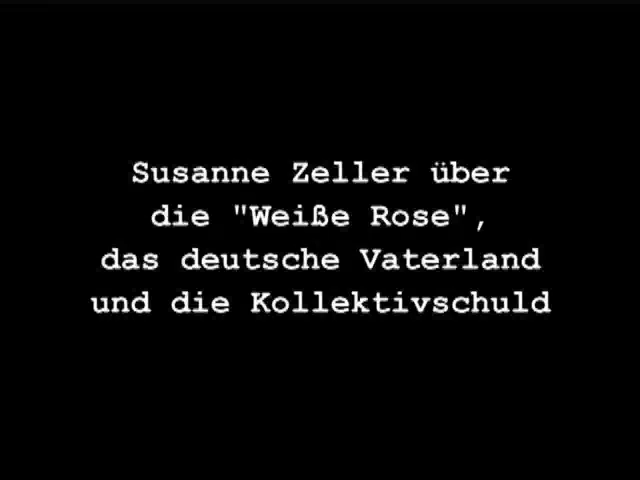 Susanne Zeller über
die "Weiße Rose",
das deutsche Vaterland
und die Kollektivschuld